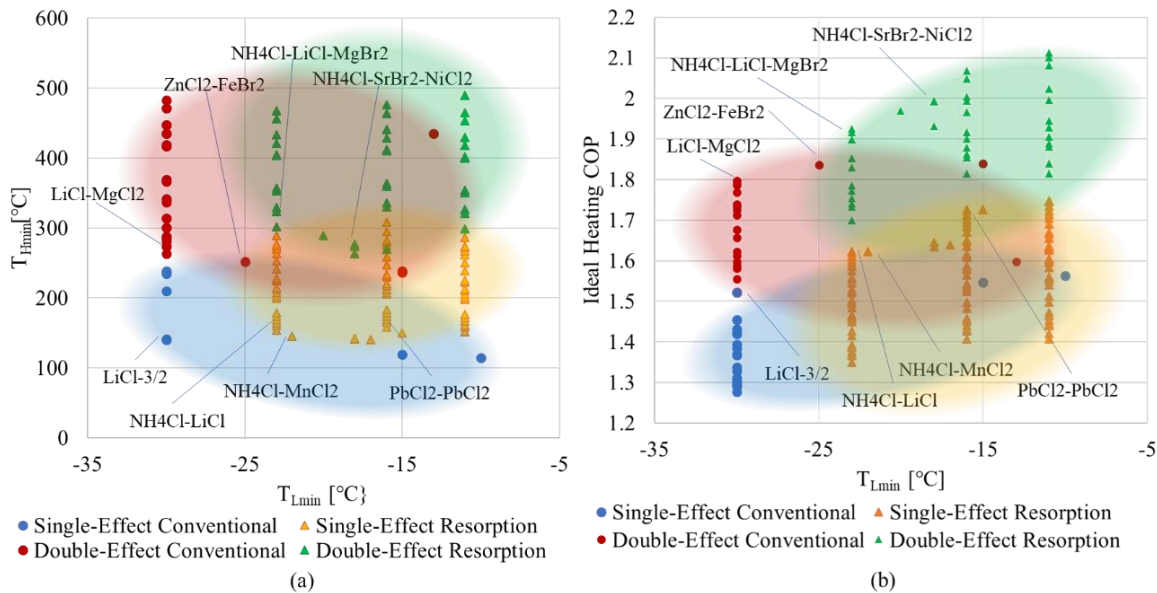 a)
600
500
400
300
200
100
0
T_Hmin[°C]
NH4Cl-LiCl-MgBr2
ZnCl2-FeBr2
NH4Cl-SrBr2-NiCl2
LiCl-MgCl2
LiCl-3/2
NH4Cl-MnCl2
PbCl2-PbCl2
NH4Cl-LiCl
-35
-25
-15
-5
T_Lmin [°C}
Single-Effect Conventional
Single-Effect Resorption
Double-Effect Conventional
Double-Effect Resorption
(a)
b)
2.2
2.1
2
1.9
1.8
1.7
1.6
1.5
1.4
1.3
1.2
Ideal Heating COP
NH4Cl-SrBr2-NiCl2
NH4Cl-LiCl-MgBr2
ZnCl2-FeBr2
LiCl-MgCl2
LiCl-3/2
NH4Cl-MnCl2
PbCl2-PbCl2
NH4Cl-LiCl
-35
-25
-15
-5
T_Lmin [°C]
Single-Effect Conventional
Single-Effect Resorption
Double-Effect Conventional
Double-Effect Resorption
(b)